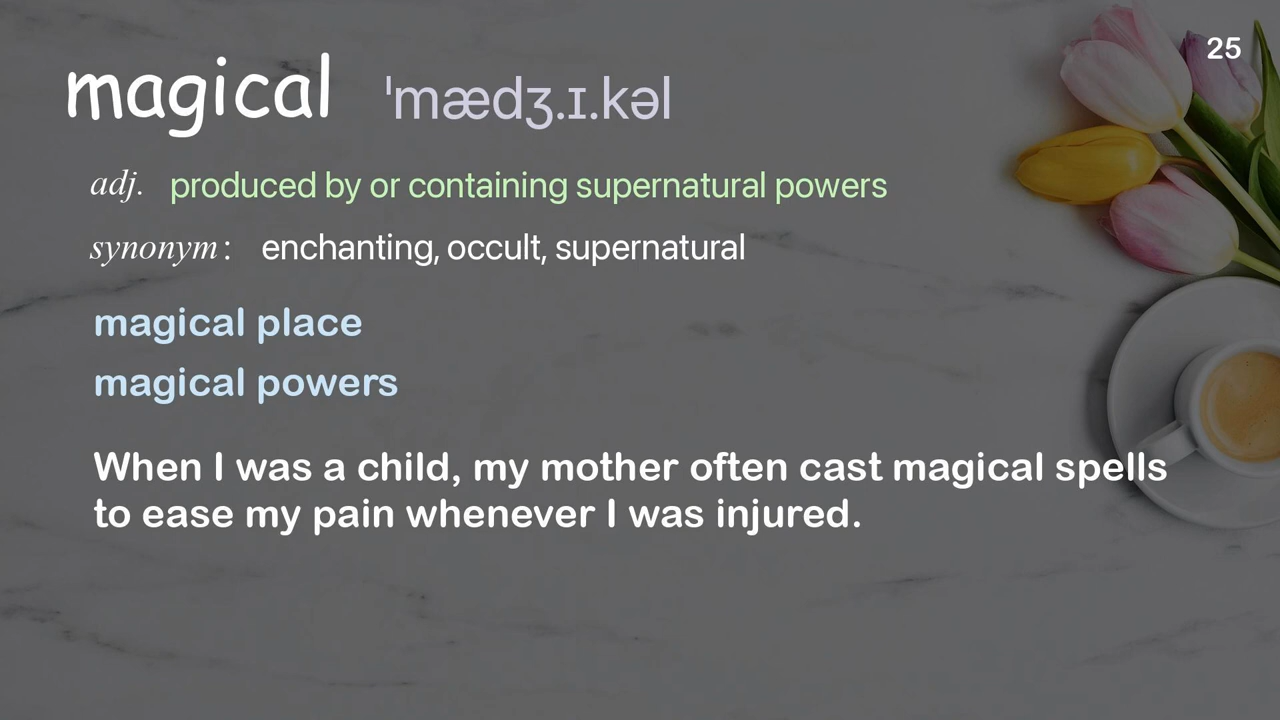 25
magical ˈmædʒ.ɪ.kəl
adj. produced by or containing supernatural powers
synonym: enchanting, occult, supernatural
magical place
magical powers
When I was a child, my mother often cast magical spells
to ease my pain whenever I was injured.